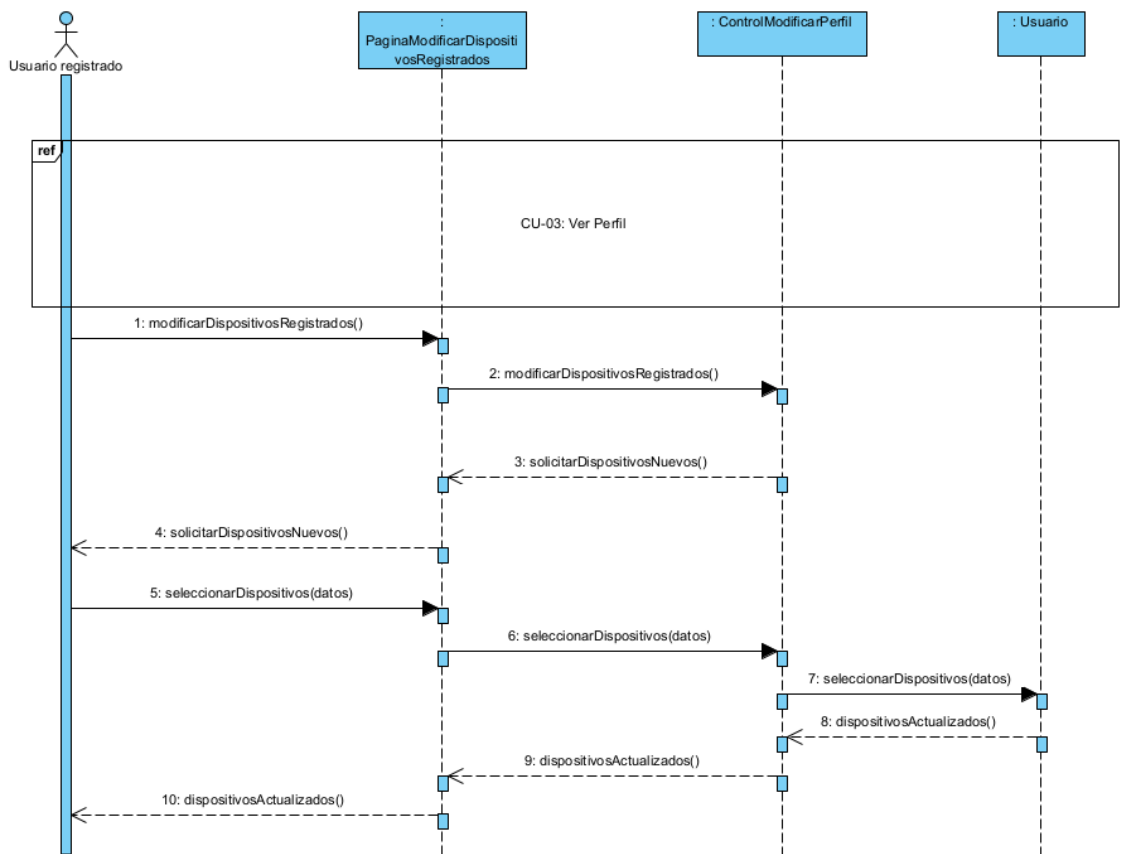 Usuario registrado
:
PaginaModificarDispositi
vosRegistrados
: ControlModificarPerfil
: Usuario
ref
CU-03: Ver Perfil
1: modificarDispositivosRegistrados()
2: modificarDispositivosRegistrados()
3: solicitarDispositivosNuevos()
4: solicitarDispositivosNuevos()
5: seleccionarDispositivos(datos)
6: seleccionarDispositivos(datos)
7: seleccionarDispositivos(datos)
8: dispositivosActualizados()
9: dispositivosActualizados()
10: dispositivosActualizados()